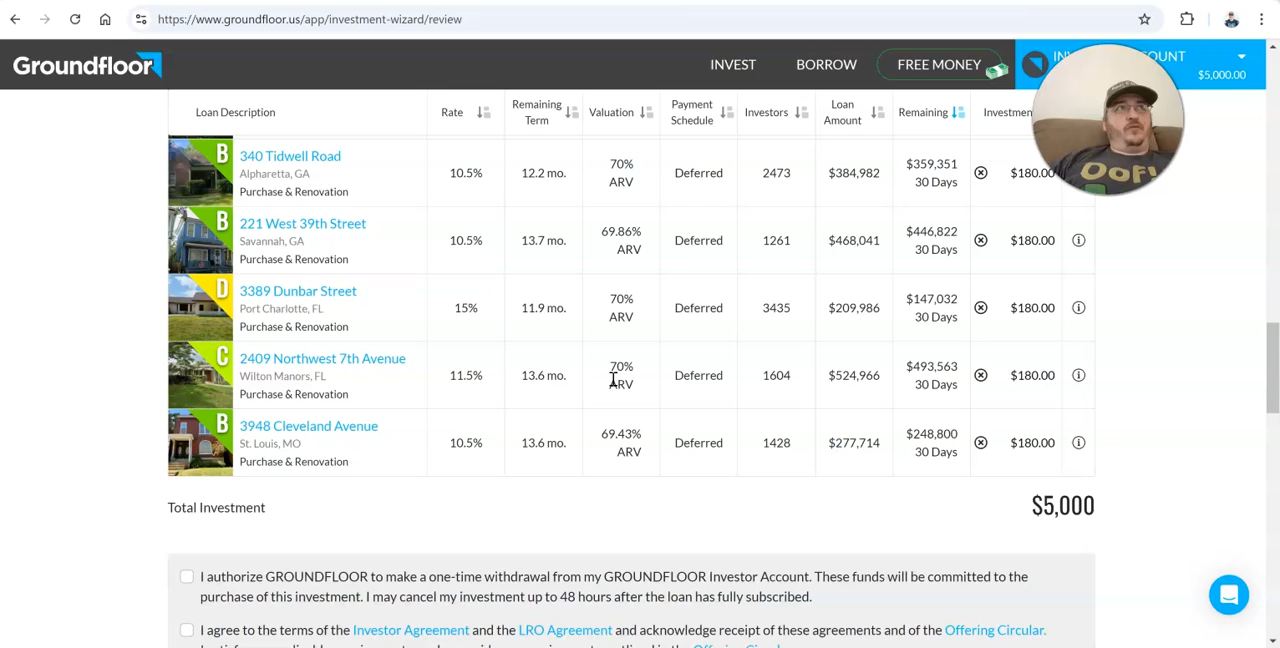 https://www.groundfloor.us/app/investment-wizard/review
Groundfloor
INVEST
BORROW
FREE MONEY
$5,000.00
Loan Description
Rate
Remaining Term
Valuation
Payment Schedule
Investors
Loan Amount
Remaining
B
340 Tidwell Road
Alpharetta, GA
Purchase & Renovation
10.5%
12.2 mo.
70%
ARV
Deferred
2473
$384,982
$359,351
30 Days
$180.00
B
221 West 39th Street
Savannah, GA
Purchase & Renovation
10.5%
13.7 mo.
69.86%
ARV
Deferred
1261
$468,041
$446,822
30 Days
$180.00
D
3389 Dunbar Street
Port Charlotte, FL
Purchase & Renovation
15%
11.9 mo.
70%
ARV
Deferred
3435
$209,986
$147,032
30 Days
$180.00
C
2409 Northwest 7th Avenue
Wilton Manors, FL
Purchase & Renovation
11.5%
13.6 mo.
70%
ARV
Deferred
1604
$524,966
$493,563
30 Days
$180.00
B
3948 Cleveland Avenue
St. Louis, MO
Purchase & Renovation
10.5%
13.6 mo.
69.43%
ARV
Deferred
1428
$277,714
$248,800
30 Days
$180.00
Total Investment
$5,000
I authorize GROUNDFLOOR to make a one-time withdrawal from my GROUNDFLOOR Investor Account. These funds will be committed to the
purchase of this investment. I may cancel my investment up to 48 hours after the loan has fully subscribed.
I agree to the terms of the Investor Agreement and the LRO Agreement and acknowledge receipt of these agreements and of the Offering Circular.
OOF!